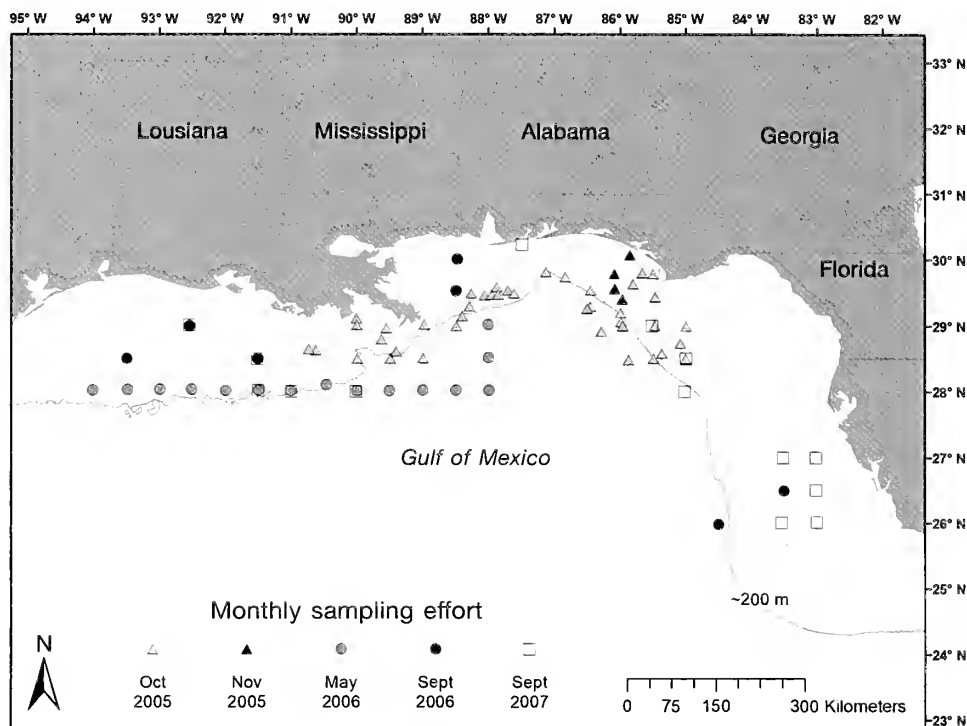 95° W 94° W 93° W 92° W 91° W 90° W 89° W 88° W 87° W 86° W 85° W 84° W 83° W 82° W
33° N
Lousiana Mississippi Alabama Georgia
32° N
31° N
30° N
Florida
29° N
28° N
Gulf of Mexico
27° N
26° N
25° N
~200 m
Monthly sampling effort
N
24° N
Oct 2005
Nov 2005
May 2006
Sept 2006
Sept 2007
0 75 150 300 Kilometers
23° N